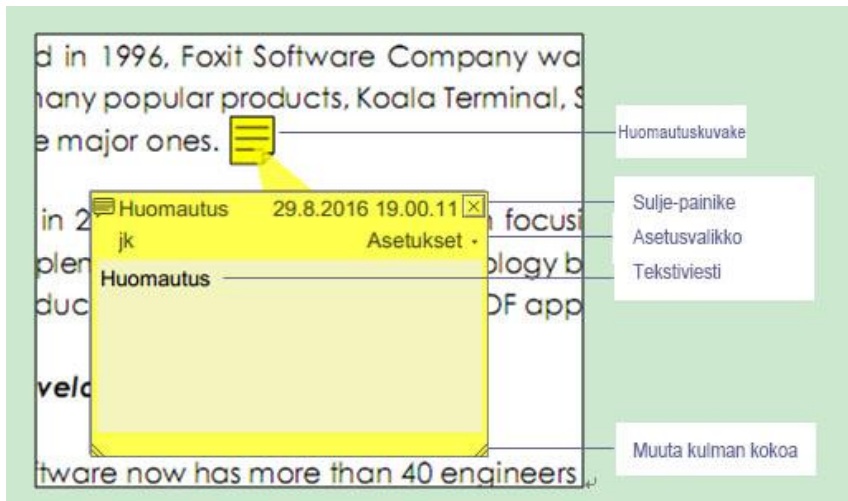 d in 1996, Foxit Software Company wa
many popular products, Koala Terminal, S
e major ones.
Huomautuskuvake
Huomautus 29.8.2016 19.00.11
Sulje-painike
in 2 focusi
jk Asetukset
Asetusvalikko
plen ology b
Huomautus
Tekstiviesti
duc DF app
velo
Muuta kulman kokoa
ftware now has more than 40 engineers